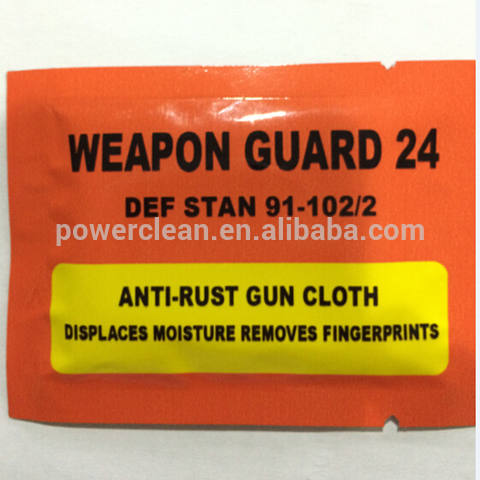 WEAPON GUARD 24
DEF STAN 91-102/2
powerclean.en.alibaba.com
ANTI-RUST GUN CLOTH
DISPLACES MOISTURE REMOVES FINGERPRINTS